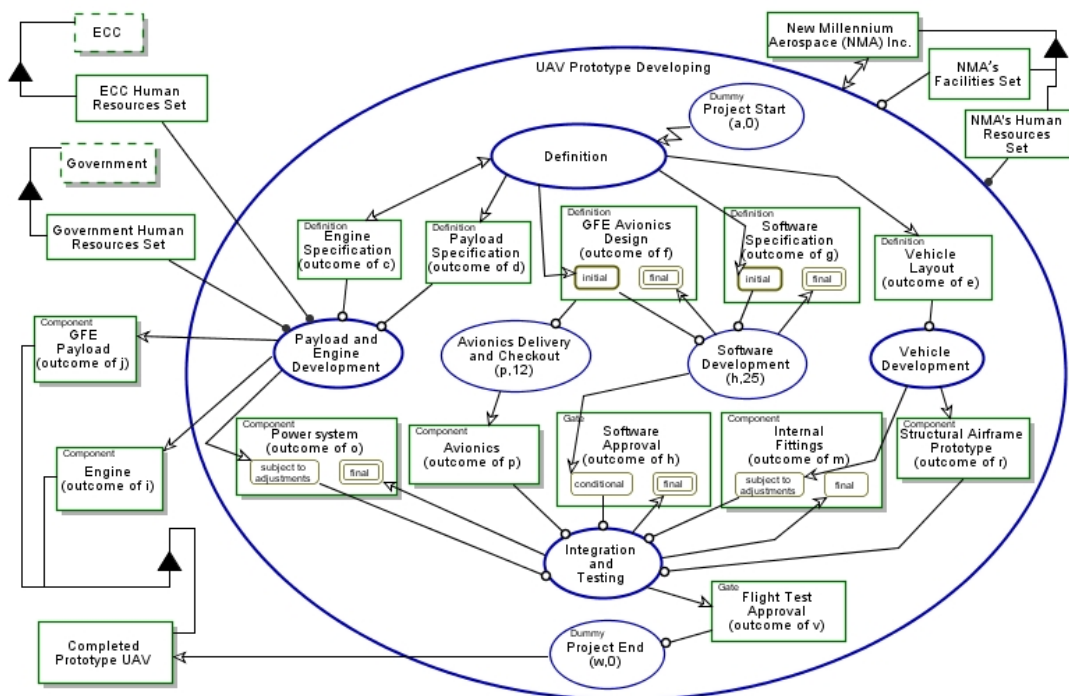 ECC
ECC Human
Resources Set
Government
Government Human
Resources Set
New Millennium
Aerospace (NMA) Inc.
NMA's
Facilities Set
NMA's Human
Resources
Set
UAV Prototype Developing
Dummy
Project Start
(a,0)
Definition
Definition
Engine
Specification
(outcome of c)
Definition
Payload
Specification
(outcome of d)
Definition
GFE Avionics
Design
(outcome of f)
initial
final
Definition
Software
Specification
(outcome of g)
initial
final
Definition
Vehicle
Layout
(outcome of e)
Component
GFE
Payload
(outcome of j)
Payload and
Engine
Development
Avionics Delivery
and Checkout
(p,12)
Software
Development
(h,25)
Vehicle
Development
Component
Engine
(outcome of i)
Component
Power system
(outcome of o)
subject to
adjustments
final
Component
Avionics
(outcome of p)
Gate
Software
Approval
(outcome of h)
conditional
final
Component
Internal
Fittings
(outcome of m)
subject to
adjustments
final
Component
Structural Airframe
Prototype
(outcome of r)
Integration
and
Testing
Gate
Flight Test
Approval
(outcome of v)
Dummy
Project End
(w,0)
Completed
Prototype UAV